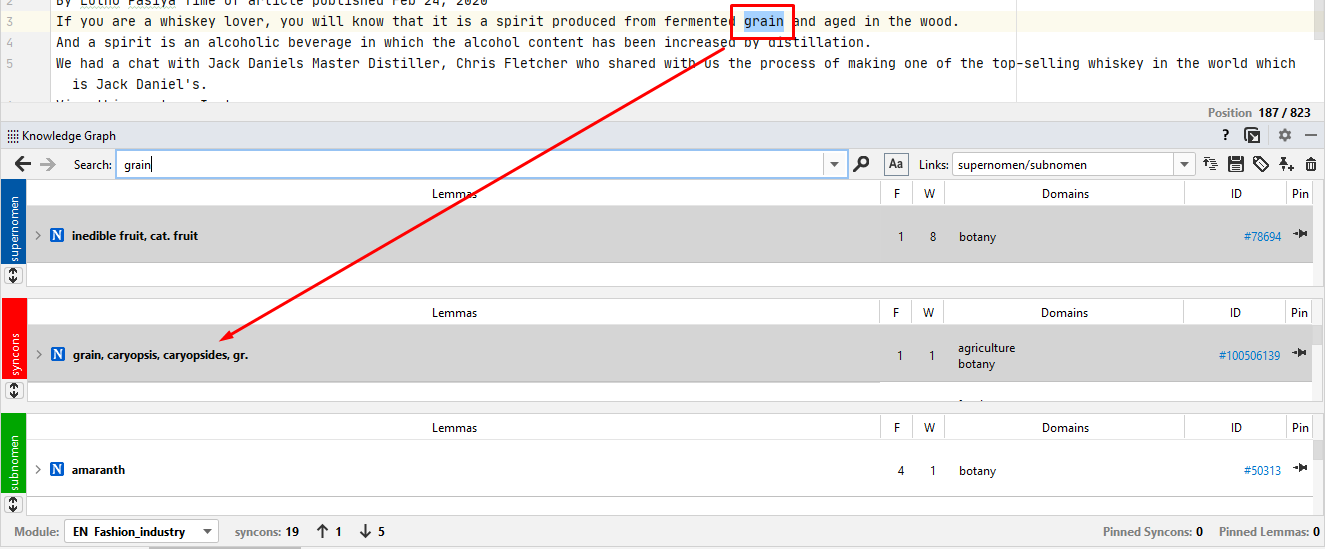 2 By Lotho Pasiya Time of article published Feb 24, 2020
3 If you are a whiskey lover, you will know that it is a spirit produced from fermented grain and aged in the wood.
4 And a spirit is an alcoholic beverage in which the alcohol content has been increased by distillation.
5 We had a chat with Jack Daniels Master Distiller, Chris Fletcher who shared with us the process of making one of the top-selling whiskey in the world which
is Jack Daniel's.
Position 187 / 823
Knowledge Graph ?
Search: grain Aa Links: supernomen/subnomen
supernomen
Lemmas F W Domains ID Pin
N inedible fruit, cat. fruit 1 8 botany #78694
syncons
Lemmas F W Domains ID Pin
N grain, caryopsis, caryopsides, gr. 1 1 agriculture #100506139
botany
subnomen
Lemmas F W Domains ID Pin
N amaranth 4 1 botany #50313
Module: EN Fashion_industry syncons: 19 1 5 Pinned Syncons: 0 Pinned Lemmas: 0